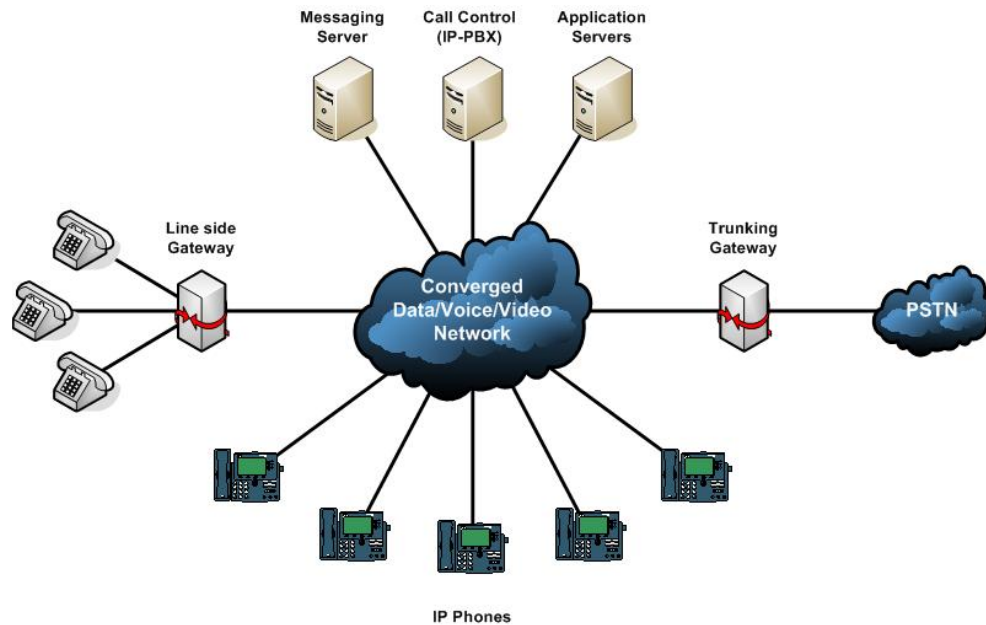 Messaging
Server
Call Control
(IP-PBX)
Application
Servers
Line side
Gateway
Trunking
Gateway
Converged
Data/Voice/Video
Network
PSTN
IP Phones